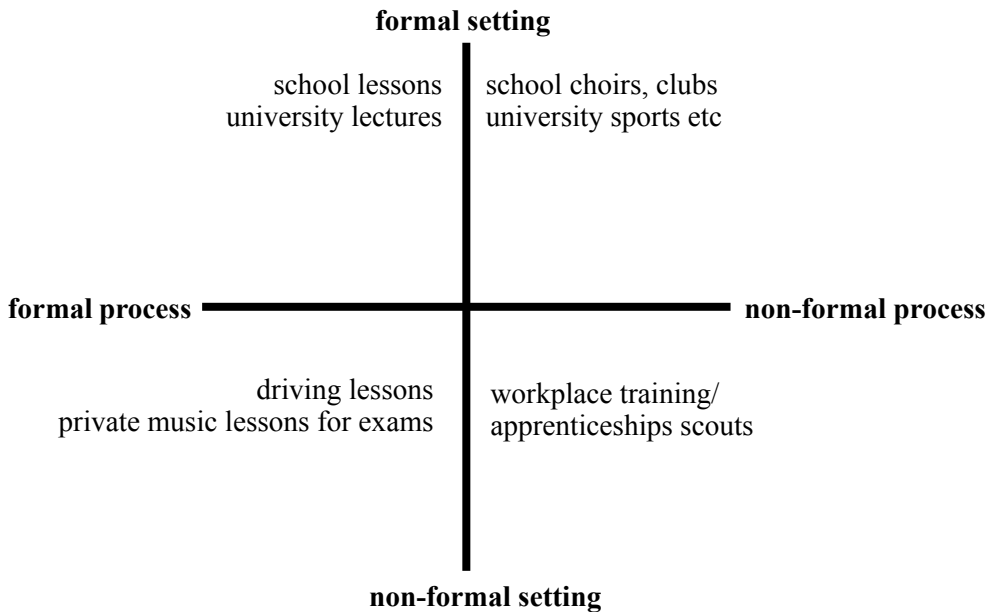 formal setting
school lessons
university lectures
school choirs, clubs
university sports etc
formal process
non-formal process
driving lessons
private music lessons for exams
workplace training/
apprenticeships scouts
non-formal setting